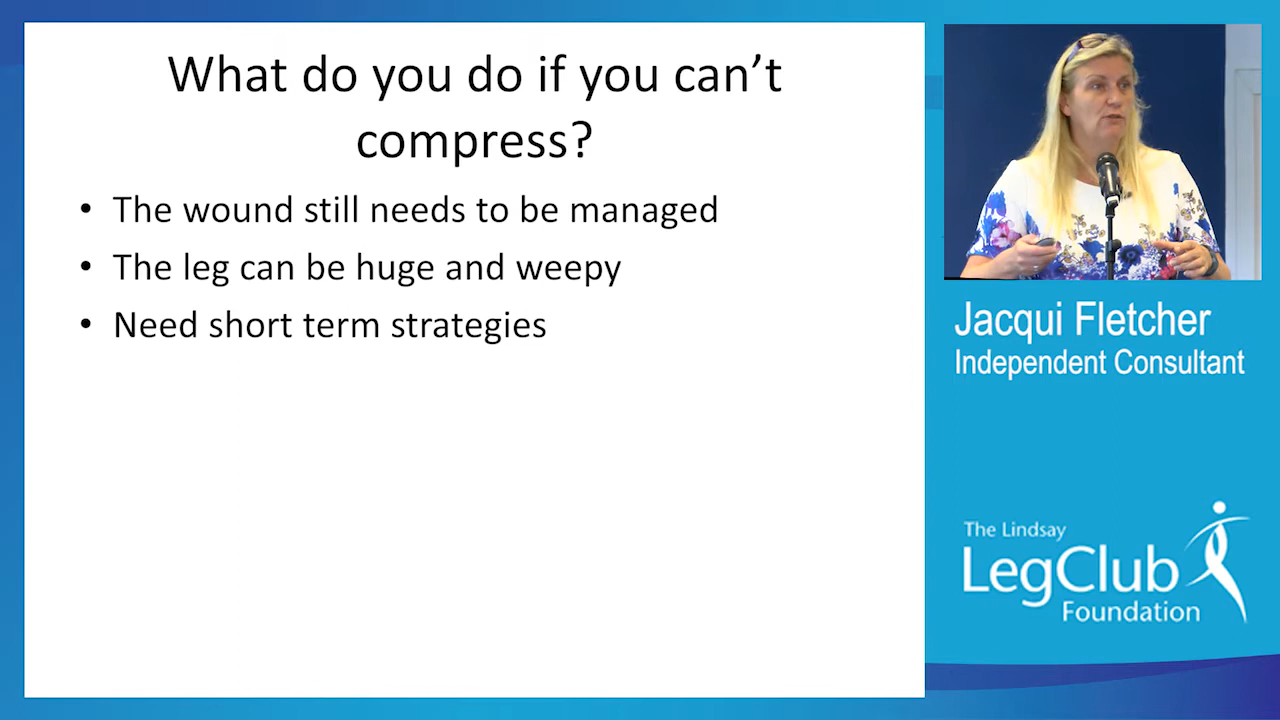 What do you do if you can’t
compress?
• The wound still needs to be managed
• The leg can be huge and weepy
• Need short term strategies
Jacqui Fletcher
Independent Consultant
The Lindsay
LegClub
Foundation